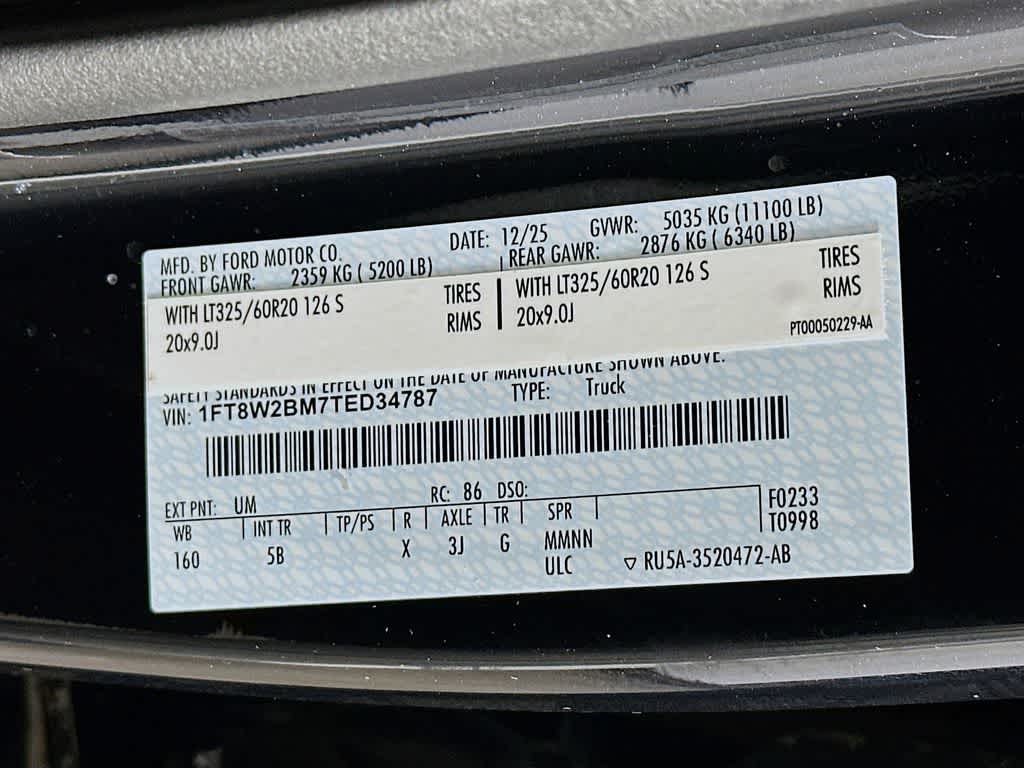 MFD. BY FORD MOTOR CO. DATE: 12/25 GVWR: 5035 KG (11100 LB)
FRONT GAWR: 2359 KG ( 5200 LB) REAR GAWR: 2876 KG ( 6340 LB)
WITH LT325/60R20 126 S TIRES WITH LT325/60R20 126 S TIRES
20x9.0J RIMS 20x9.0J RIMS
PT00050229-AA
SAFETY STANDARDS IN EFFECT ON THE DATE OF MANUFACTURE SHOWN ABOVE.
VIN: 1FT8W2BM7TED34787 TYPE: Truck
EXT PNT: UM RC: 86 DSO: F0233
WB INT TR TP/PS R AXLE TR SPR T0998
160 5B X 3J G MMNN
ULC ▽ RU5A-3520472-AB